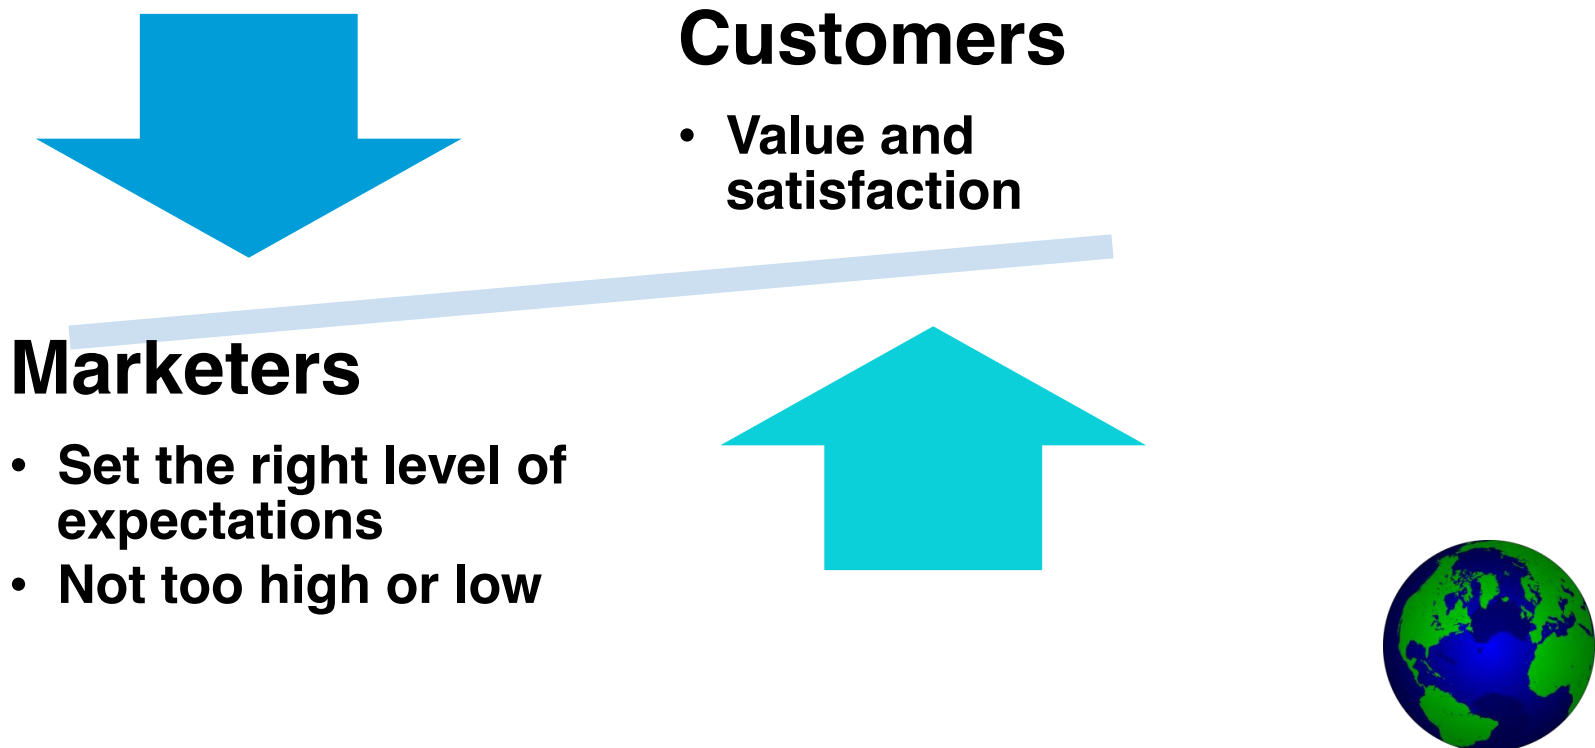 Customers
• Value and
satisfaction
Marketers
• Set the right level of
expectations
• Not too high or low